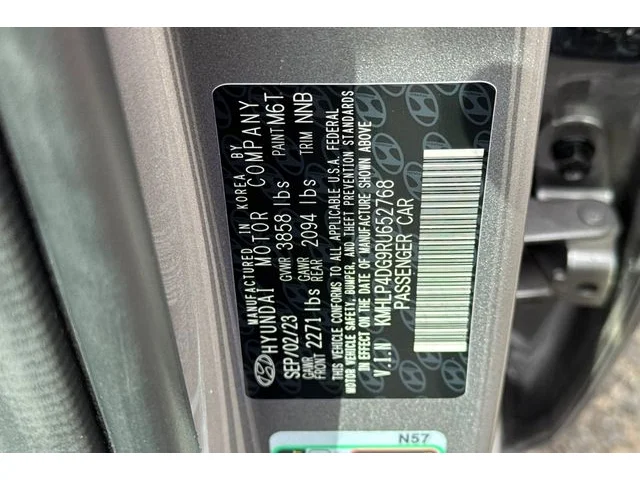 MANUFACTURED IN KOREA BY
HYUNDAI MOTOR COMPANY
SEP/02/23 GVWR 3858 lbs PAINT M6T
GAWR FRONT 2271 lbs GAWR REAR 2094 lbs TRIM NNB
THIS VEHICLE CONFORMS TO ALL APPLICABLE U.S.A. FEDERAL
MOTOR VEHICLE SAFETY, BUMPER, AND THEFT PREVENTION STANDARDS
IN EFFECT ON THE DATE OF MANUFACTURE SHOWN ABOVE
V.I.N KMHLP4DG9RU652768
PASSENGER CAR
N57